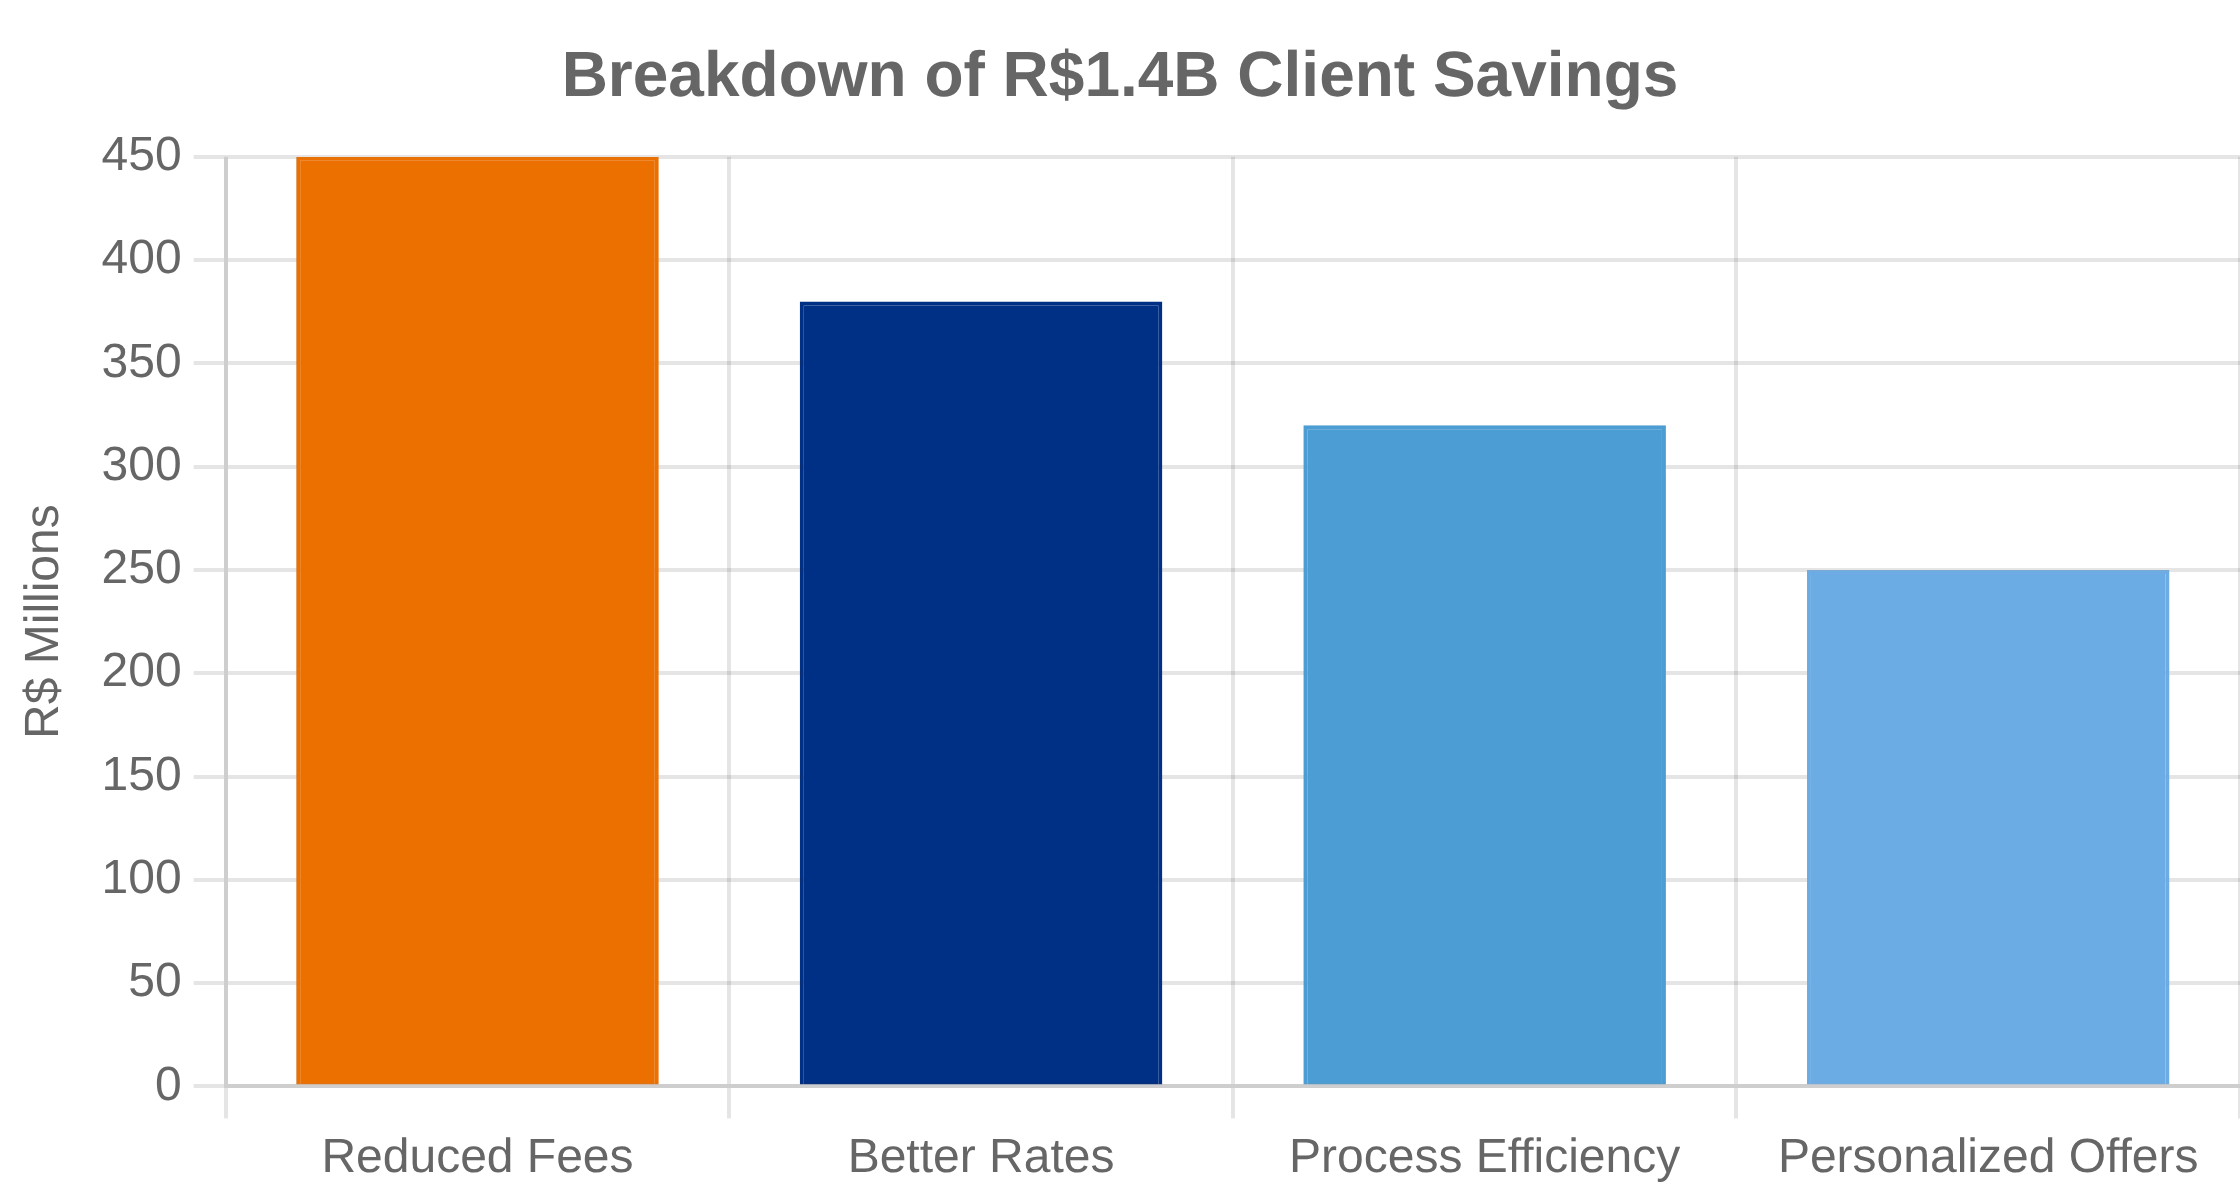 Breakdown of R$1.4B Client Savings
450
400
350
300
250
200
150
100
50
0
R$ Millions
Reduced Fees
Better Rates
Process Efficiency
Personalized Offers